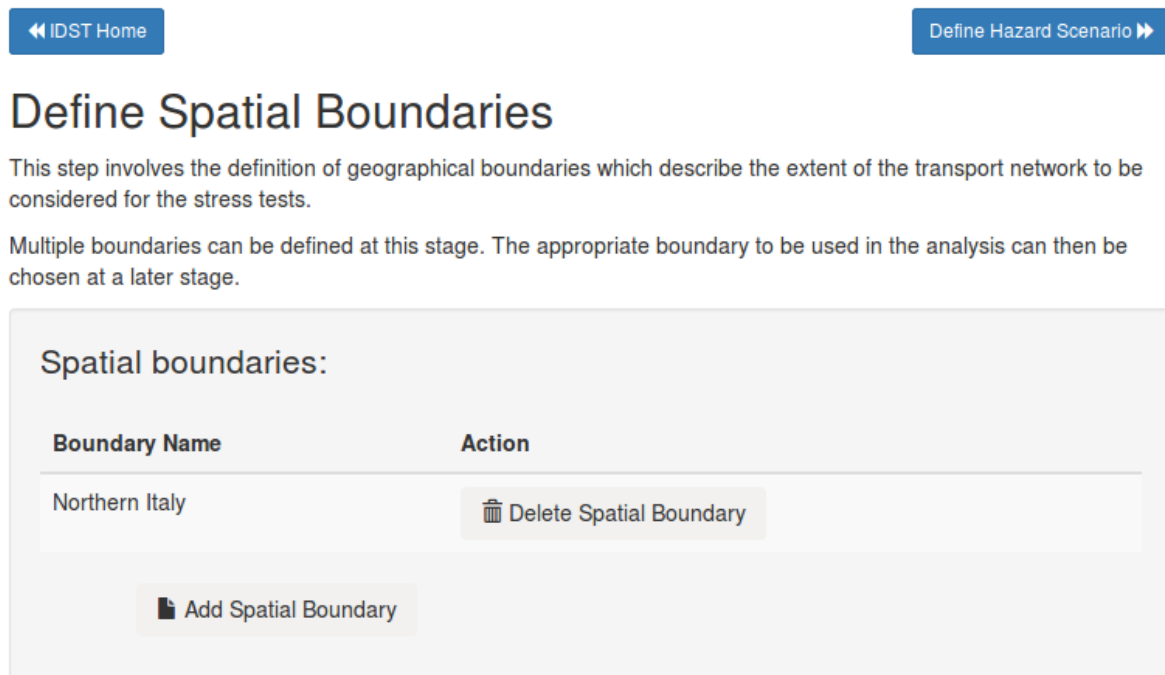 IDST Home
Define Hazard Scenario
Define Spatial Boundaries
This step involves the definition of geographical boundaries which describe the extent of the transport network to be
considered for the stress tests.
Multiple boundaries can be defined at this stage. The appropriate boundary to be used in the analysis can then be
chosen at a later stage.
Spatial boundaries:
Boundary Name Action
Northern Italy Delete Spatial Boundary
Add Spatial Boundary